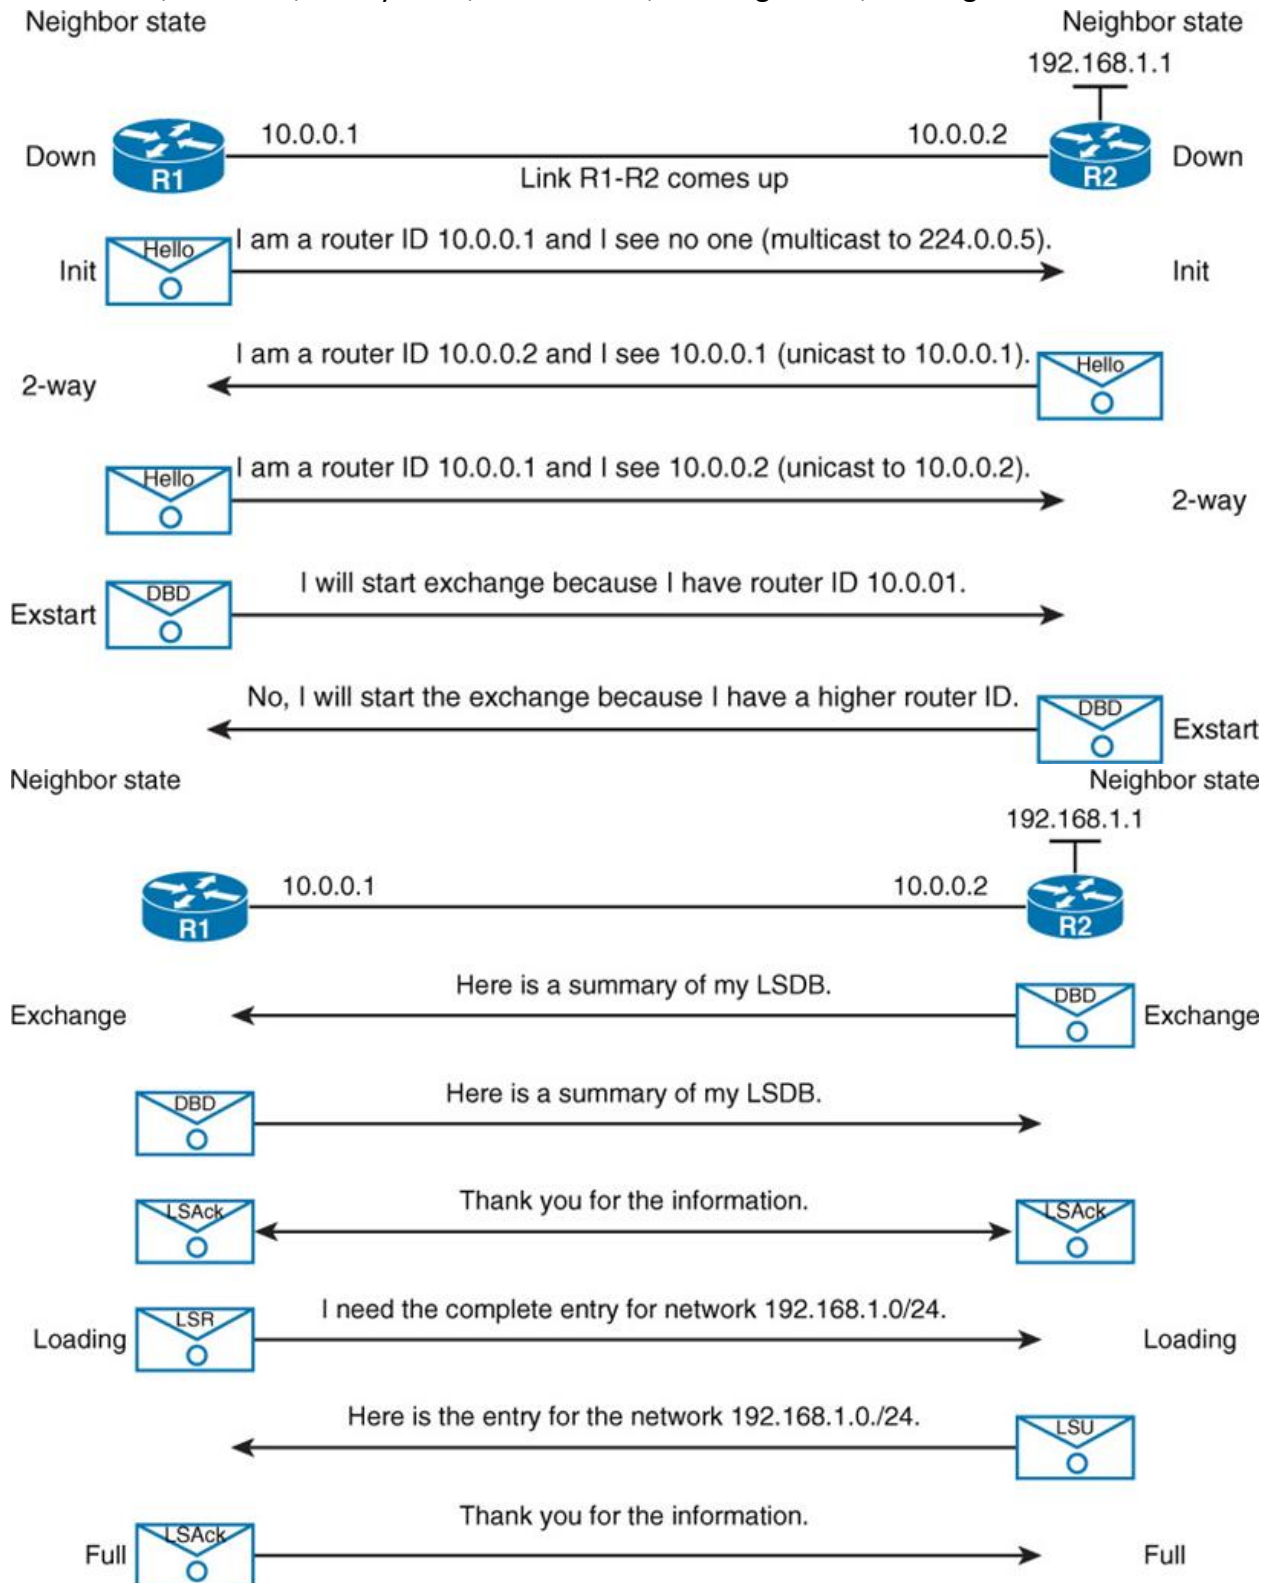 Neighbor state Neighbor state
192.168.1.1
10.0.0.1 10.0.0.2
Down R1 R2 Down
Link R1-R2 comes up
Hello I am a router ID 10.0.0.1 and I see no one (multicast to 224.0.0.5).
Init Init
I am a router ID 10.0.0.2 and I see 10.0.0.1 (unicast to 10.0.0.1). Hello
2-way
Hello I am a router ID 10.0.0.1 and I see 10.0.0.2 (unicast to 10.0.0.2).
2-way
DBD I will start exchange because I have router ID 10.0.01.
Exstart
No, I will start the exchange because I have a higher router ID. DBD
Exstart
Neighbor state Neighbor state
192.168.1.1
10.0.0.1 10.0.0.2
R1 R2
Here is a summary of my LSDB. DBD
Exchange Exchange
DBD Here is a summary of my LSDB.
LSAck Thank you for the information. LSAck
LSR I need the complete entry for network 192.168.1.0/24.
Loading Loading
Here is the entry for the network 192.168.1.0./24. LSU
Thank you for the information.
LSAck
Full Full